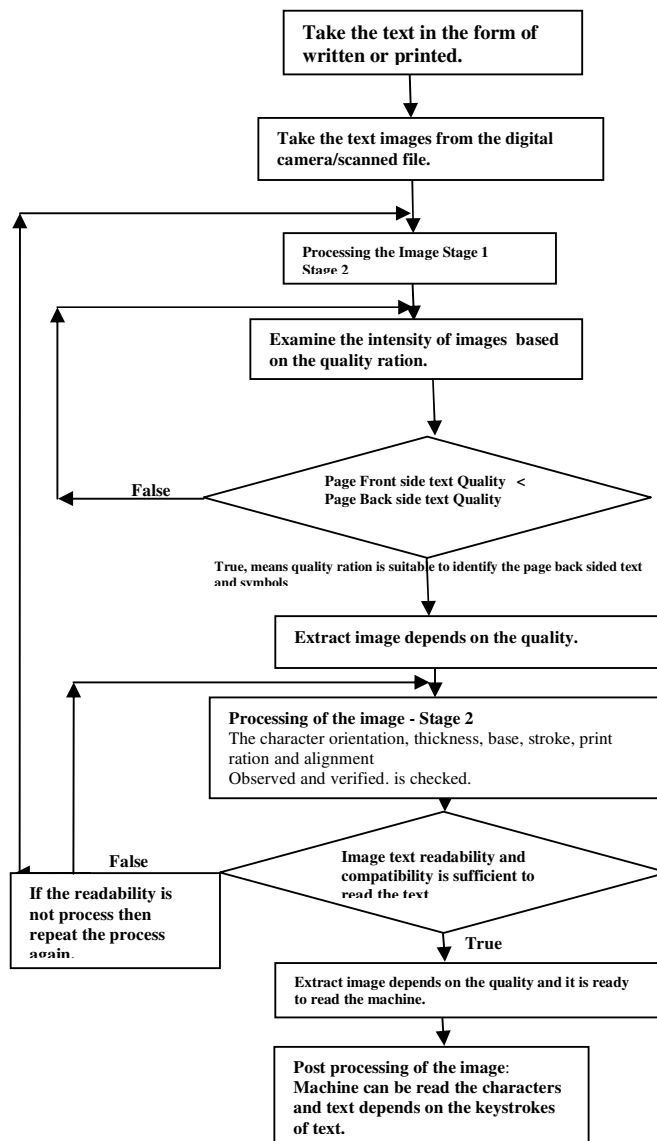 Take the text in the form of
written or printed.
Take the text images from the digital
camera/scanned file.
Processing the Image Stage 1
Stage 2
Examine the intensity of images based
on the quality ration.
Page Front side text Quality <
Page Back side text Quality
False
True, means quality ration is suitable to identify the page back sided text
and symbols
Extract image depends on the quality.
Processing of the image - Stage 2
The character orientation, thickness, base, stroke, print
ration and alignment
Observed and verified. is checked.
False
Image text readability and
compatibility is sufficient to
read the text
If the readability is
not process then
repeat the process
again.
True
Extract image depends on the quality and it is ready
to read the machine.
Post processing of the image:
Machine can be read the characters
and text depends on the keystrokes
of text.